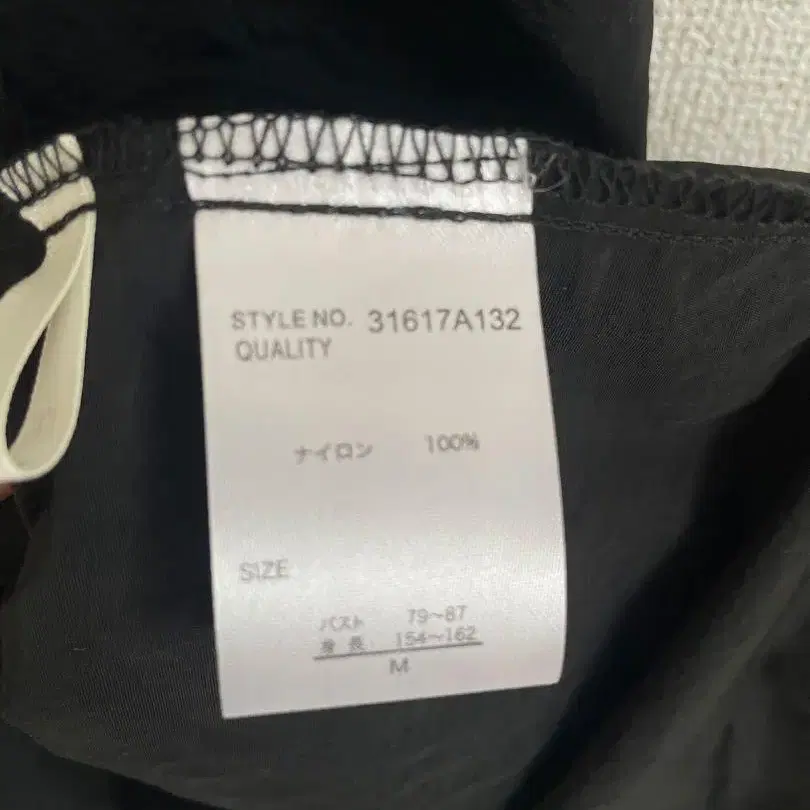 STYLE NO. 31617A132
QUALITY
ナイロン 100%
SIZE
バスト 79~87
身長: 154~162
M